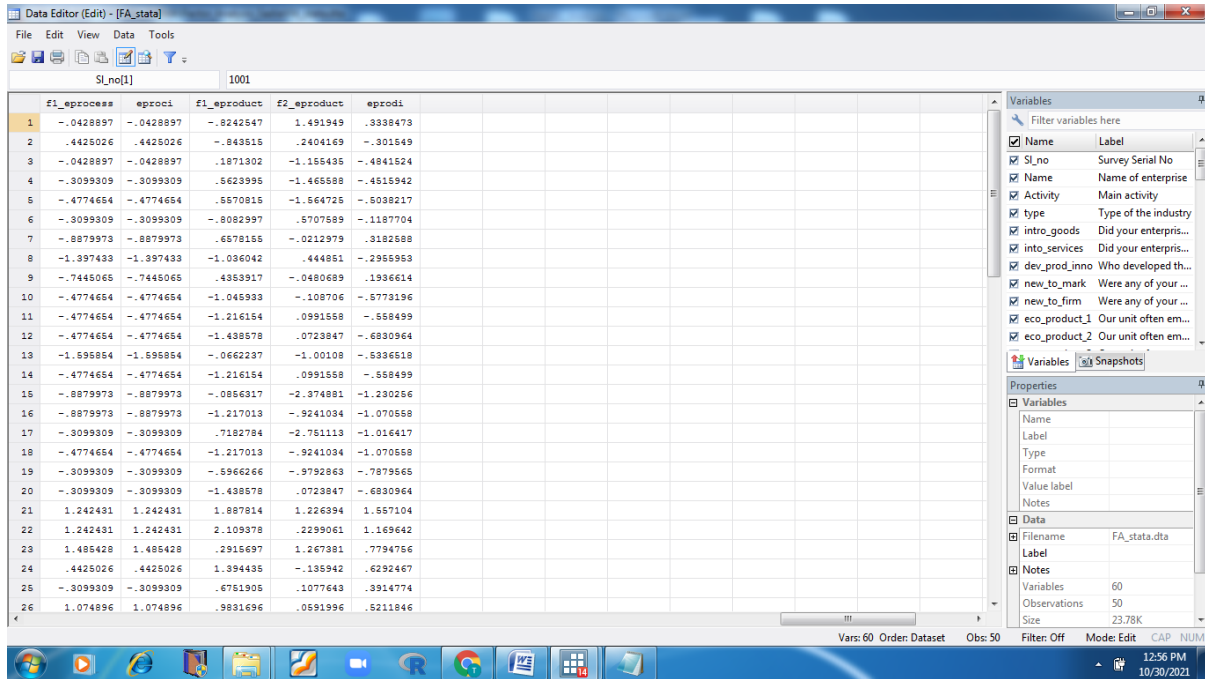 Data Editor (Edit) - [FA_stata]
File Edit View Data Tools
SI_no[1] 1001
f1_eprocess eproci f1_eproduct f2_eproduct eprodi
1 -.0428897 -.0428897 -.8242547 1.491949 .3338473
2 .4425026 .4425026 -.843515 .2404169 -.301549
3 -.0428897 -.0428897 .1871302 -1.155435 -.4841524
4 -.3099309 -.3099309 .5623995 -1.465588 -.4515942
5 -.4774654 -.4774654 .5570815 -1.564725 -.5038217
6 -.3099309 -.3099309 -.8082997 .5707589 -.1187704
7 -.8879973 -.8879973 .6578155 -.0212979 .3182588
8 -1.397433 -1.397433 -1.036042 .444851 -.2955953
9 -.7445065 -.7445065 .4353917 -.0480689 .1936614
10 -.4774654 -.4774654 -1.045933 -.108706 -.5773196
11 -.4774654 -.4774654 -1.216154 .0991558 -.558499
12 -.4774654 -.4774654 -1.438578 .0723847 -.6830964
13 -1.595854 -1.595854 -.0662237 -1.00108 -.5336518
14 -.4774654 -.4774654 -1.216154 .0991558 -.558499
15 -.8879973 -.8879973 -.0856317 -2.374881 -1.230256
16 -.8879973 -.8879973 -1.217013 -.9241034 -1.070558
17 -.3099309 -.3099309 .7182784 -2.751113 -1.016417
18 -.4774654 -.4774654 -1.217013 -.9241034 -1.070558
19 -.3099309 -.3099309 -.5966266 -.9792863 -.7879565
20 -.3099309 -.3099309 -1.438578 .0723847 -.6830964
21 1.242431 1.242431 1.887814 1.226394 1.557104
22 1.242431 1.242431 2.109378 .2299061 1.169642
23 1.485428 1.485428 .2915697 1.267381 .7794756
24 .4425026 .4425026 1.394435 -.135942 .6292467
25 -.3099309 -.3099309 .6751905 .1077643 .3914774
26 1.074896 1.074896 .9831696 .0591996 .5211846
Variables
Filter variables here
Name Label
SI_no Survey Serial No
Name Name of enterprise
Activity Main activity
type Type of the industry
intro_goods Did your enterpris...
into_services Did your enterpris...
dev_prod_inno Who developed th...
new_to_mark Were any of your ...
new_to_firm Were any of your ...
eco_product_1 Our unit often em...
eco_product_2 Our unit often em...
Variables Snapshots
Properties
Variables
Name
Label
Type
Format
Value label
Notes
Data
Filename FA_stata.dta
Label
Notes
Variables 60
Observations 50
Size 23.78K
Vars: 60 Order: Dataset Obs: 50 Filter: Off Mode: Edit CAP NUM
12:56 PM
10/30/2021